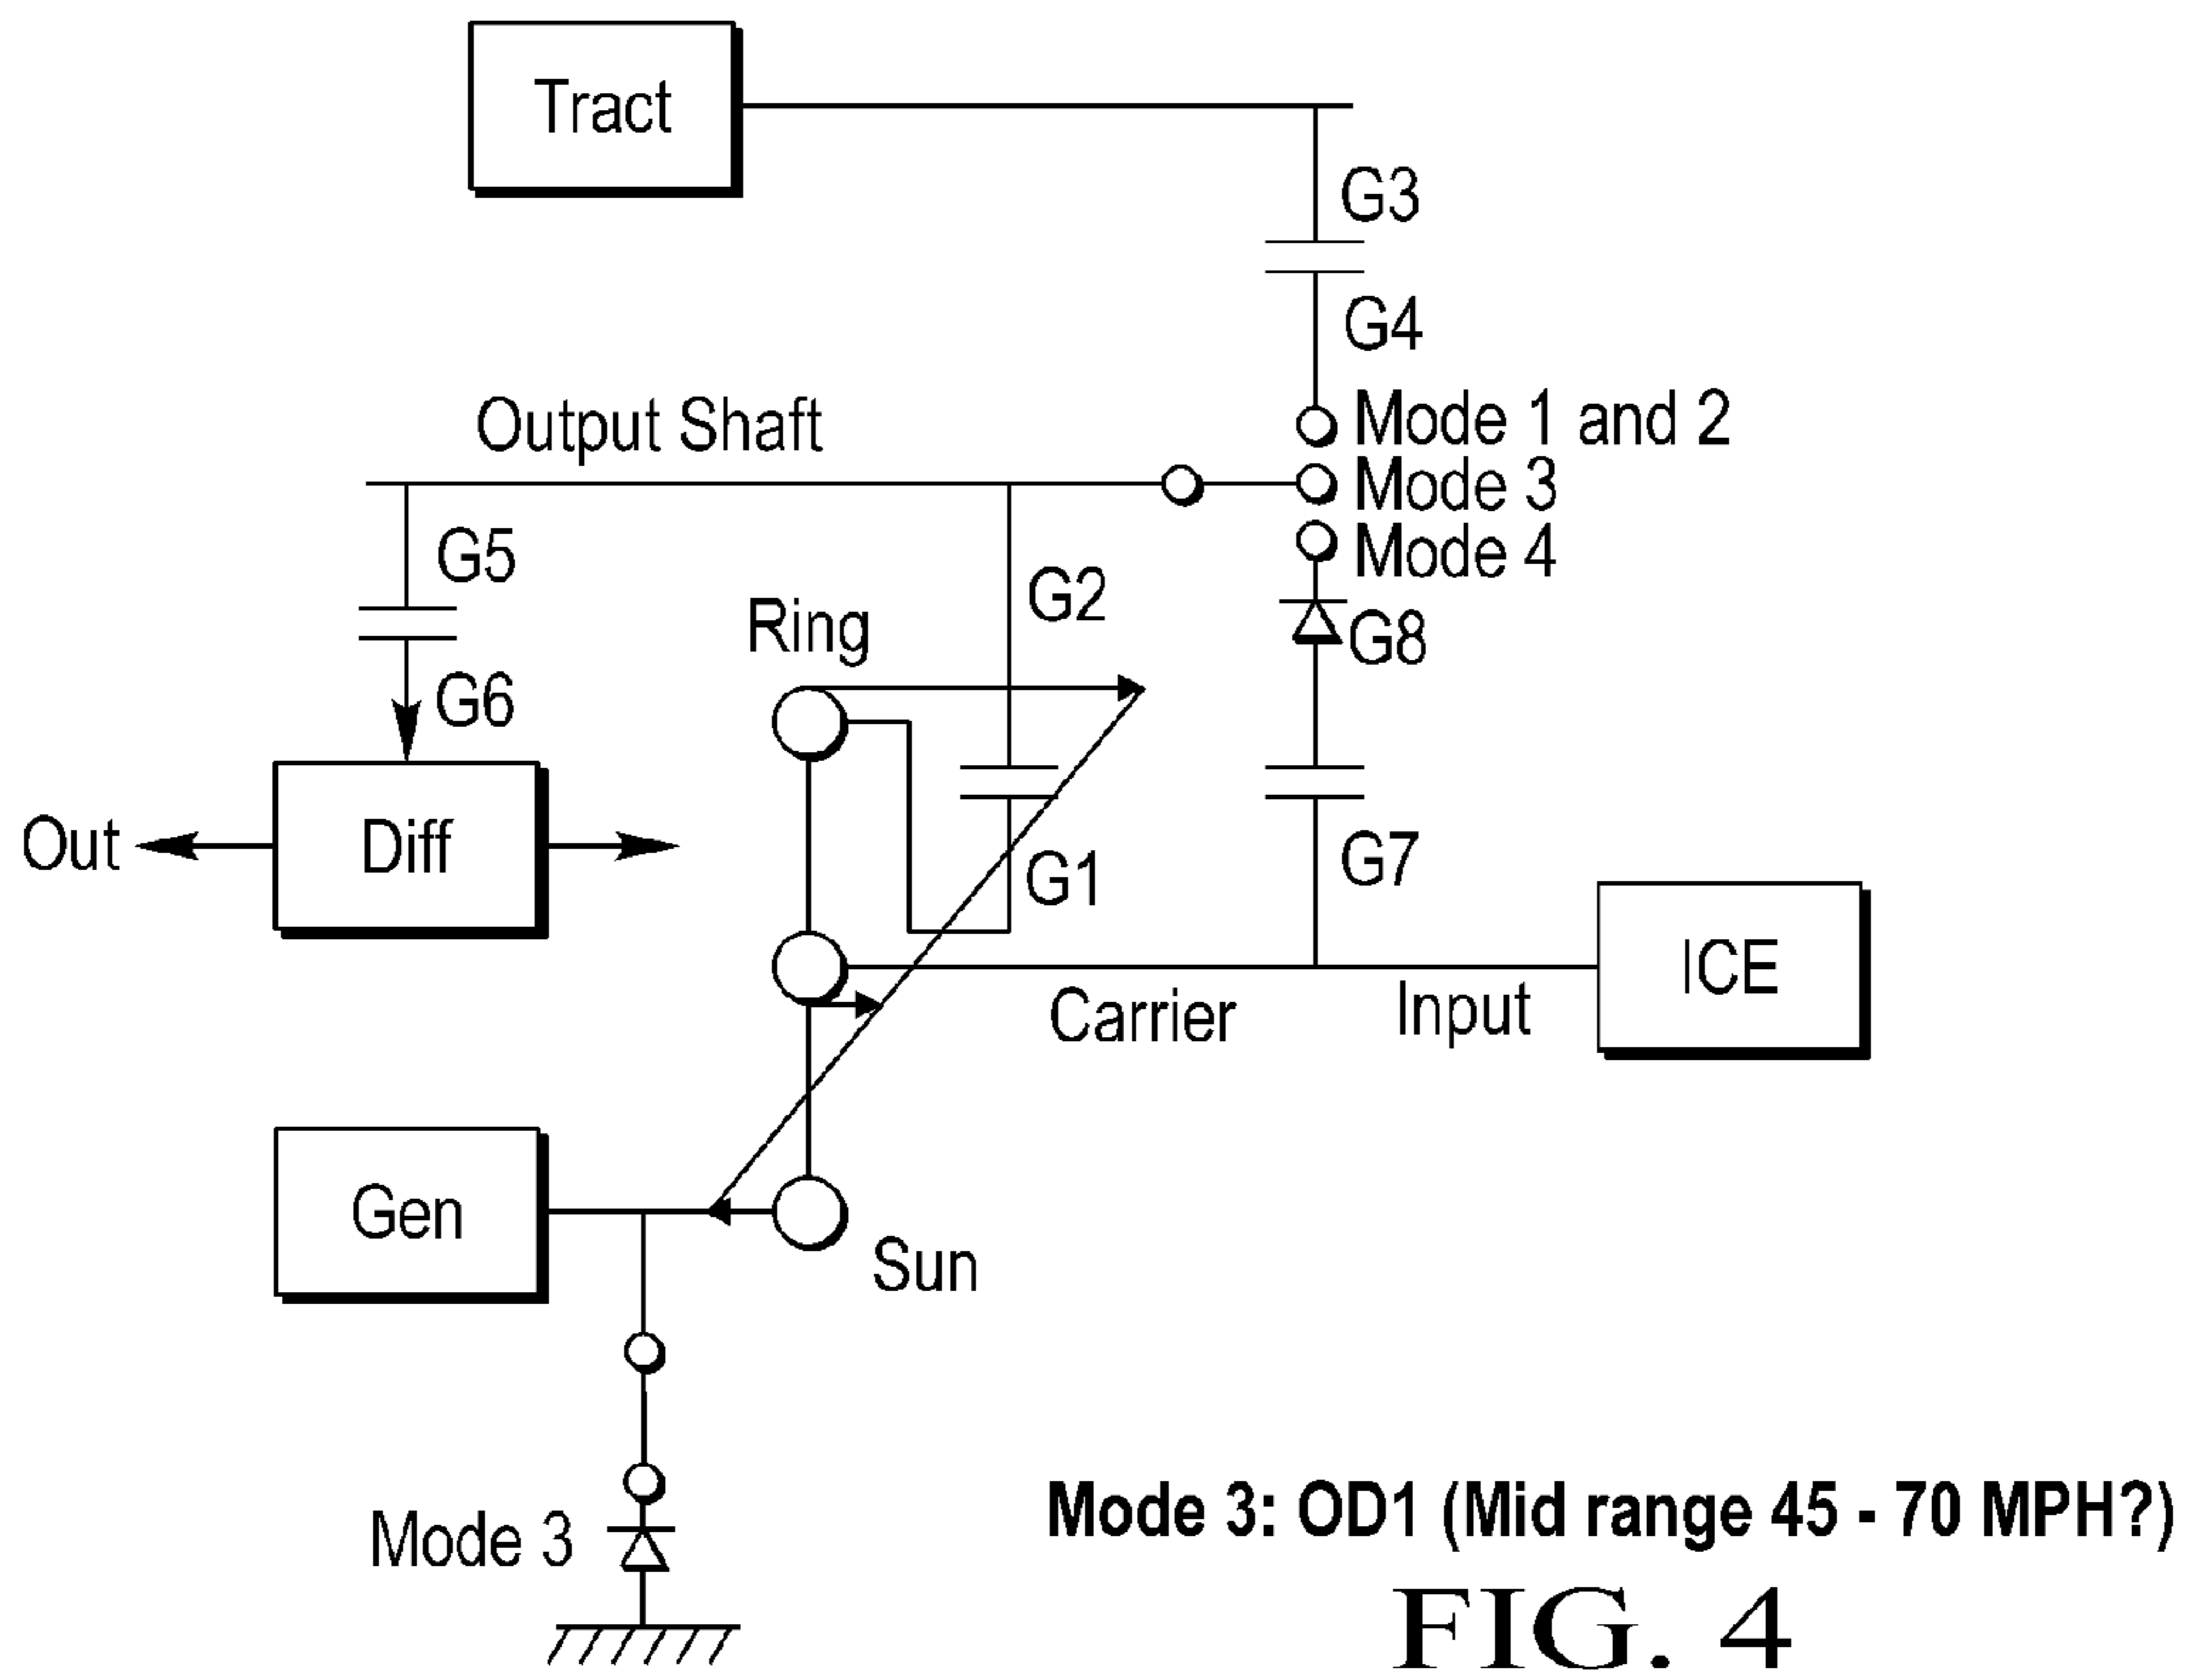 Tract
G3
G4
Output Shaft
Mode 1 and 2
Mode 3
Mode 4
G5
G2
Ring
G8
G6
Out
Diff
G1
G7
ICE
Carrier
Input
Gen
Sun
Mode 3
Mode 3: OD1 (Mid range 45 - 70 MPH?)
FIG. 4